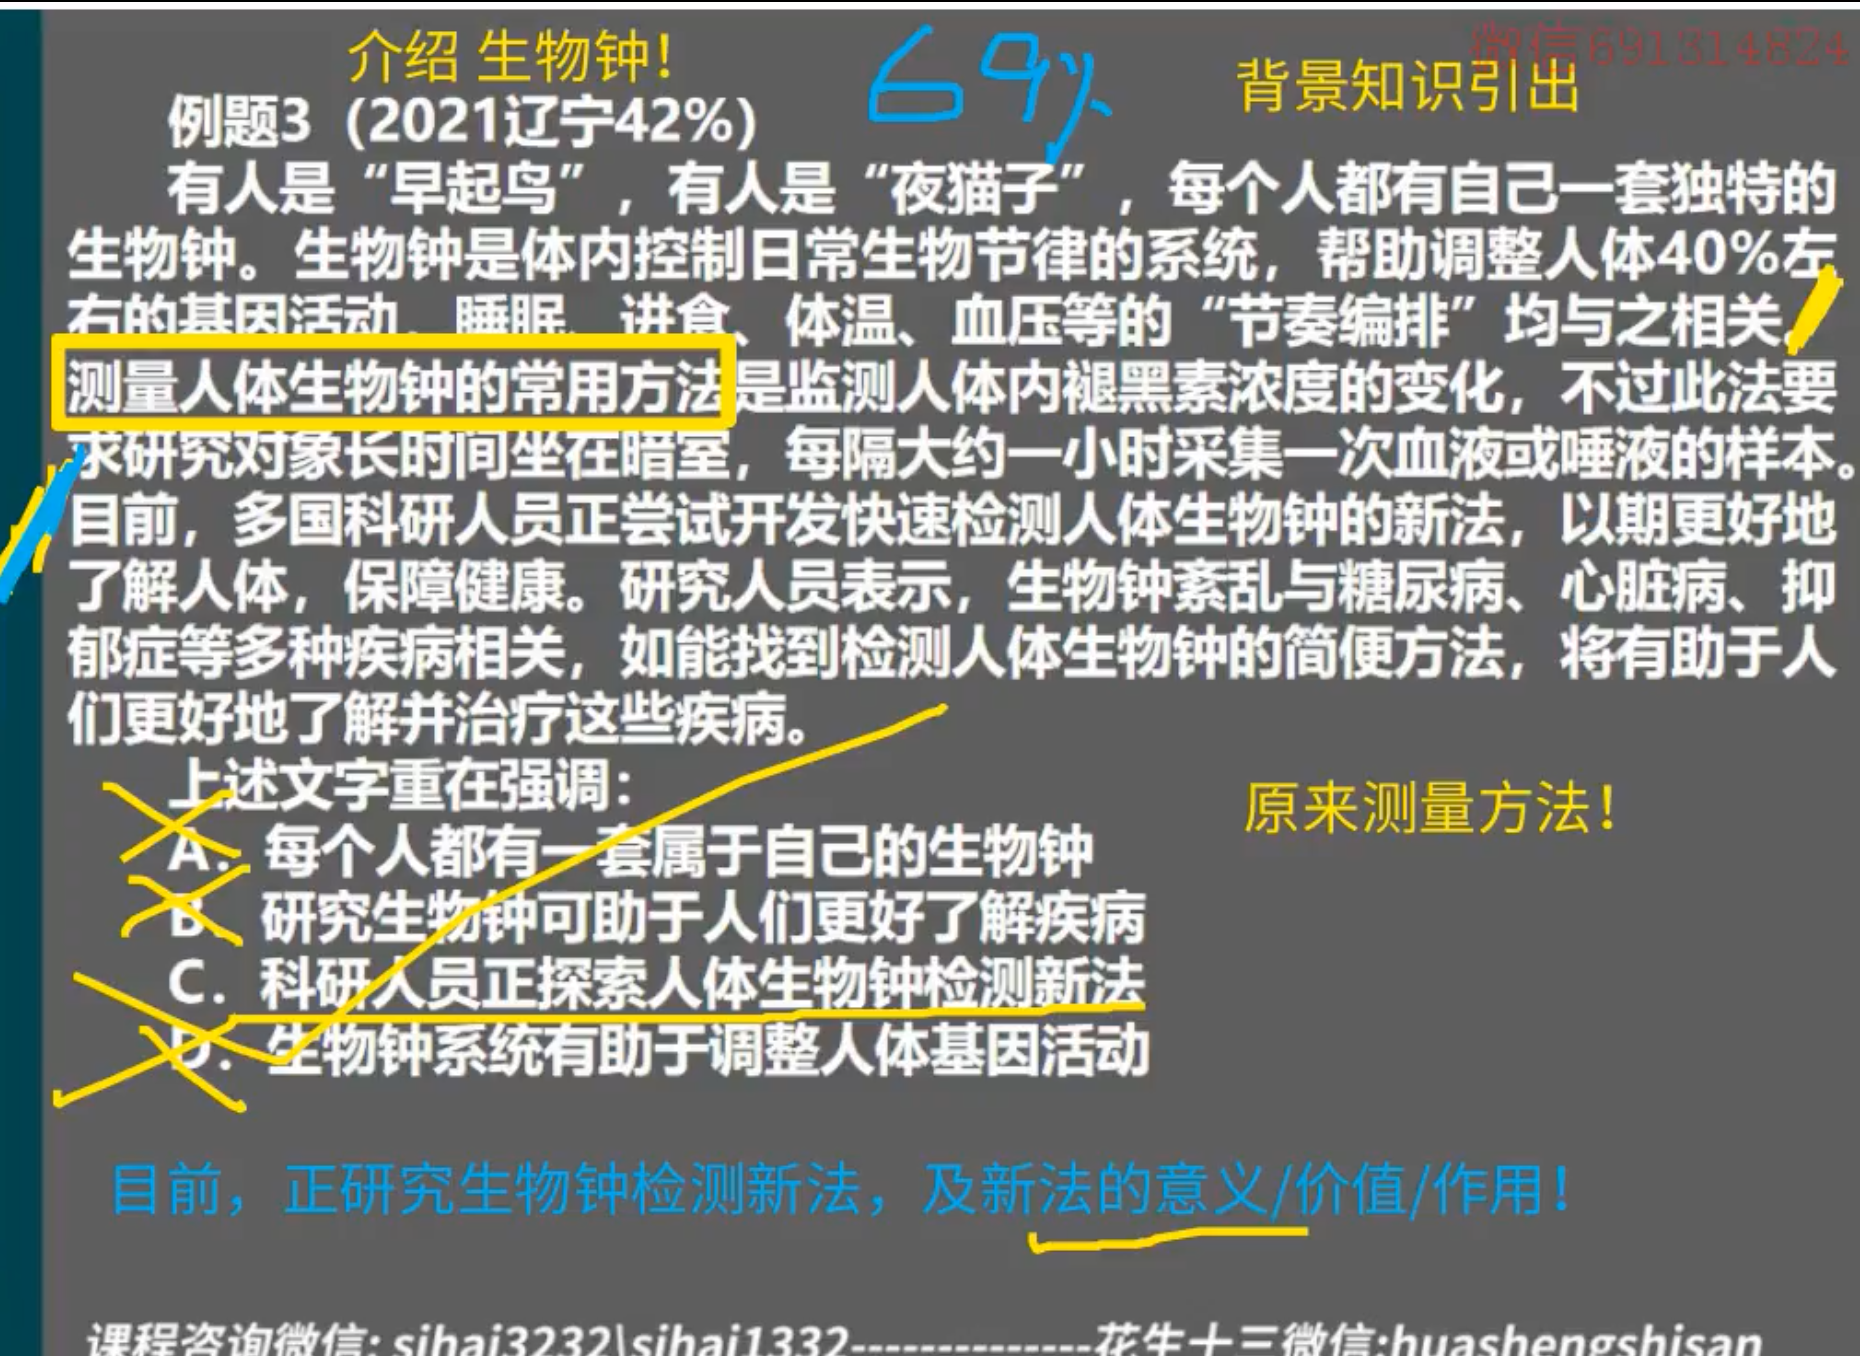 介绍 生物钟！
69%
微信691314824
背景知识引出
例题3（2021辽宁42%）
有人是“早起鸟”，有人是“夜猫子”，每个人都有自己一套独特的
生物钟。生物钟是体内控制日常生物节律的系统，帮助调整人体40%左
右的基因活动，睡眠、进食、体温、血压等的“节奏编排”均与之相关。
测量人体生物钟的常用方法是监测人体内褪黑素浓度的变化，不过此法要
求研究对象长时间坐在暗室，每隔大约一小时采集一次血液或唾液的样本。
目前，多国科研人员正尝试开发快速检测人体生物钟的新法，以期更好地
了解人体，保障健康。研究人员表示，生物钟紊乱与糖尿病、心脏病、抑
郁症等多种疾病相关，如能找到检测人体生物钟的简便方法，将有助于人
们更好地了解并治疗这些疾病。
上述文字重在强调：
原来测量方法！
A．每个人都有一套属于自己的生物钟
B．研究生物钟可助于人们更好了解疾病
C．科研人员正探索人体生物钟检测新法
D．生物钟系统有助于调整人体基因活动
目前，正研究生物钟检测新法，及新法的意义/价值/作用！
课程咨询微信: sihai3232\sihai1332--------------花生十三微信:huashengshisan